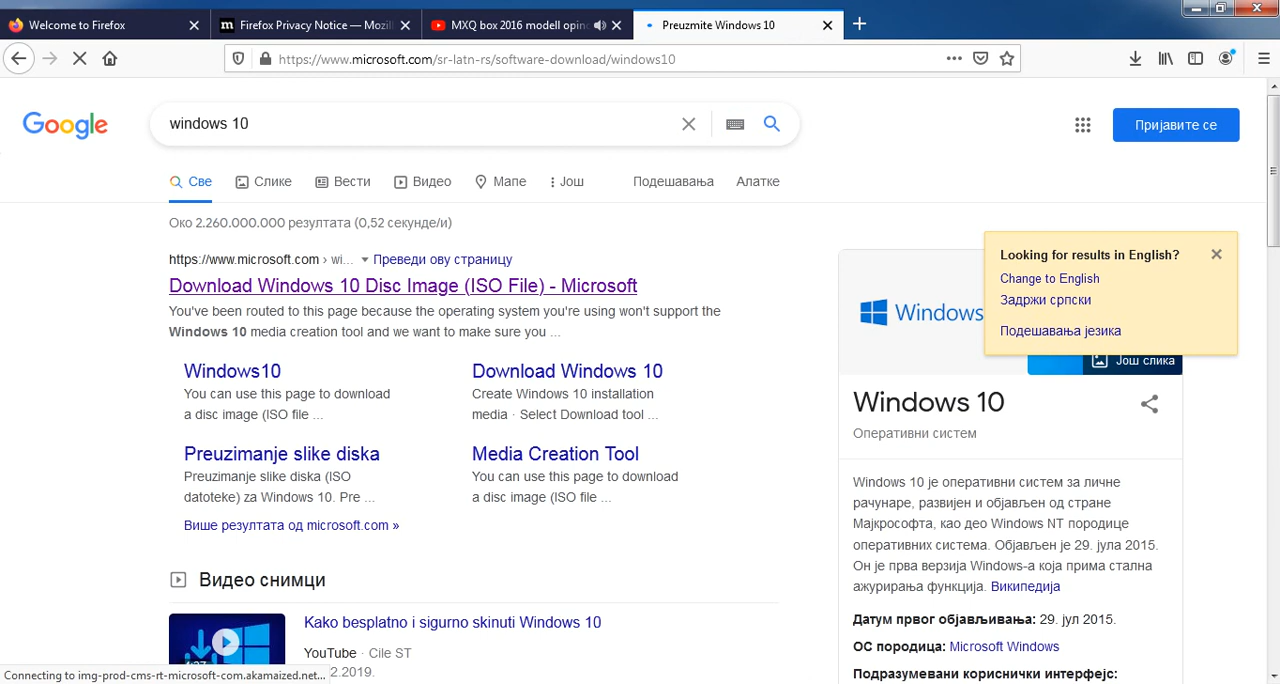 Welcome to Firefox
Firefox Privacy Notice — Mozil
MXQ box 2016 modell opin
Preuzmite Windows 10
https://www.microsoft.com/sr-latn-rs/software-download/windows10
Google
windows 10
Пријавите се
Све
Слике
Вести
Видео
Мапе
Још
Подешавања
Алатке
Око 2.260.000.000 резултата (0,52 секунде/и)
https://www.microsoft.com › wi... Преведи ову страницу
Download Windows 10 Disc Image (ISO File) - Microsoft
You've been routed to this page because the operating system you're using won't support the
Windows 10 media creation tool and we want to make sure you ...
Windows10
You can use this page to download
a disc image (ISO file ...
Download Windows 10
Create Windows 10 installation
media · Select Download tool ...
Preuzimanje slike diska
Preuzimanje slike diska (ISO
datoteke) za Windows 10. Pre ...
Media Creation Tool
You can use this page to download
a disc image (ISO file ...
Више резултата од microsoft.com »
Видео снимци
Kako besplatno i sigurno skinuti Windows 10
YouTube · Cile ST
2.2019.
Connecting to img-prod-cms-rt-microsoft-com.akamaized.net...
Looking for results in English?
Change to English
Задржи српски
Подешавања језика
Windows
Још слика
Windows 10
Оперативни систем
Windows 10 је оперативни систем за личне
рачунаре, развијен и објављен од стране
Мајкрософта, као део Windows NT породице
оперативних система. Објављен је 29. јула 2015.
Он је прва верзија Windows-а која прима стална
ажурирања функција. Википедија
Датум првог објављивања: 29. јул 2015.
ОС породица: Microsoft Windows
Подразумевани кориснички интерфејс: